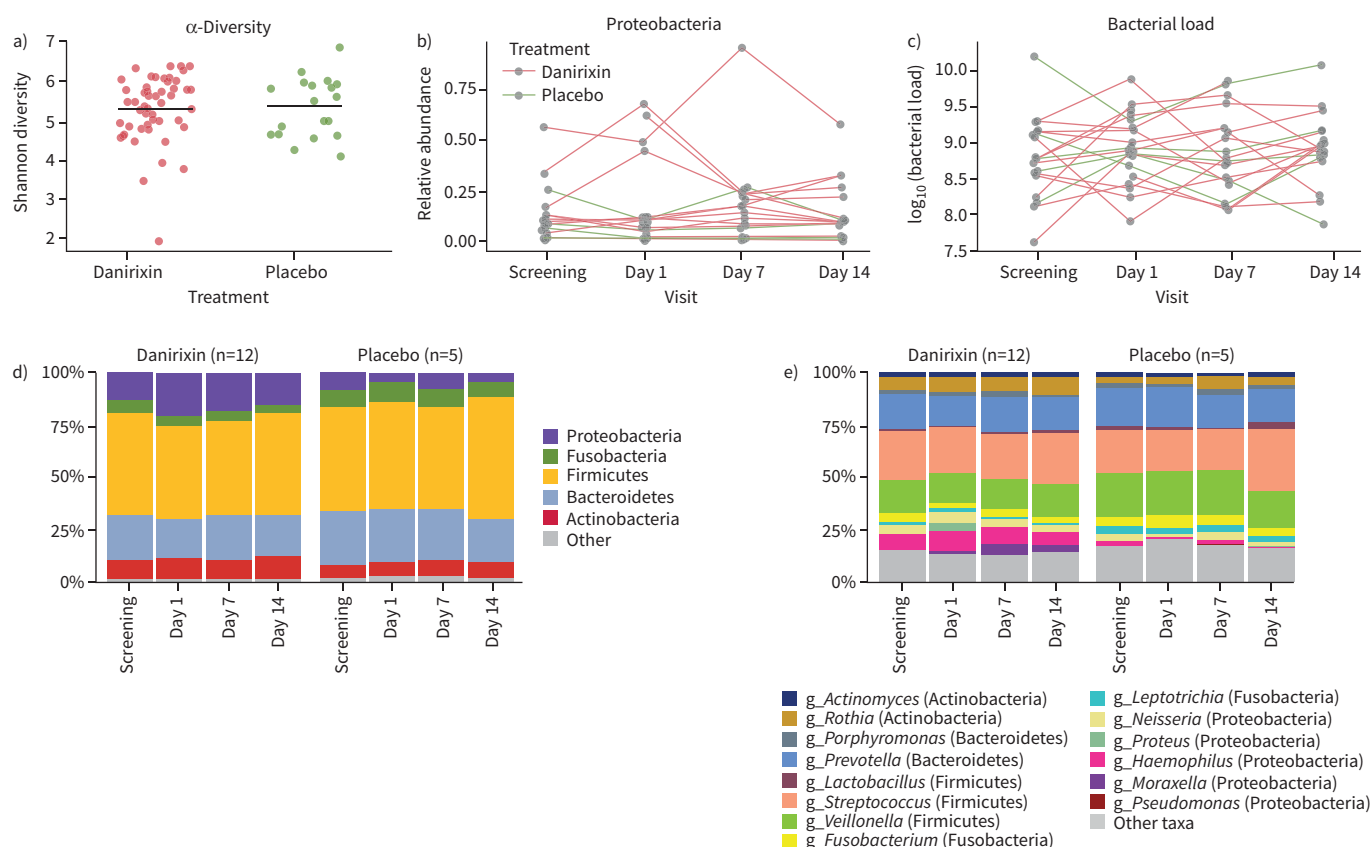 a)
α-Diversity
Shannon diversity
7
6
5
4
3
2
Danirixin
Placebo
Treatment
b)
Proteobacteria
Treatment
Danirixin
Placebo
Relative abundance
0.75
0.50
0.25
0.00
Screening
Day 1
Day 7
Day 14
Visit
c)
Bacterial load
log10 (bacterial load)
10.0
9.5
9.0
8.5
8.0
7.5
Screening
Day 1
Day 7
Day 14
Visit
d)
Danirixin (n=12)
Placebo (n=5)
100%
75%
50%
25%
0%
Screening
Day 1
Day 7
Day 14
Screening
Day 1
Day 7
Day 14
Proteobacteria
Fusobacteria
Firmicutes
Bacteroidetes
Actinobacteria
Other
e)
Danirixin (n=12)
Placebo (n=5)
100%
75%
50%
25%
0%
Screening
Day 1
Day 7
Day 14
Screening
Day 1
Day 7
Day 14
g_Actinomyces (Actinobacteria)
g_Rothia (Actinobacteria)
g_Porphyromonas (Bacteroidetes)
g_Prevotella (Bacteroidetes)
g_Lactobacillus (Firmicutes)
g_Streptococcus (Firmicutes)
g_Veillonella (Firmicutes)
g_Fusobacterium (Fusobacteria)
g_Leptotrichia (Fusobacteria)
g_Neisseria (Proteobacteria)
g_Proteus (Proteobacteria)
g_Haemophilus (Proteobacteria)
g_Moraxella (Proteobacteria)
g_Pseudomonas (Proteobacteria)
Other taxa